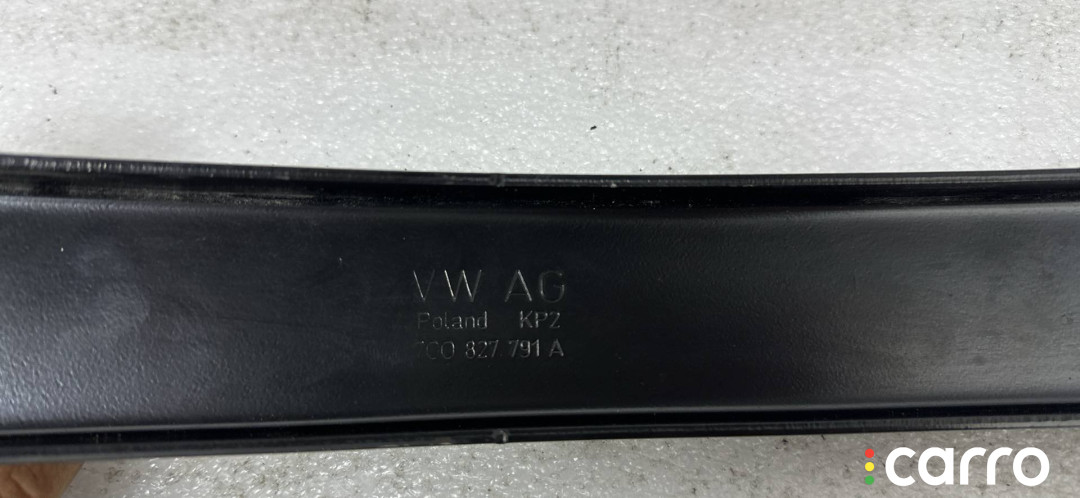 VW AG
Poland KP2
7C0 827 791 A
carro